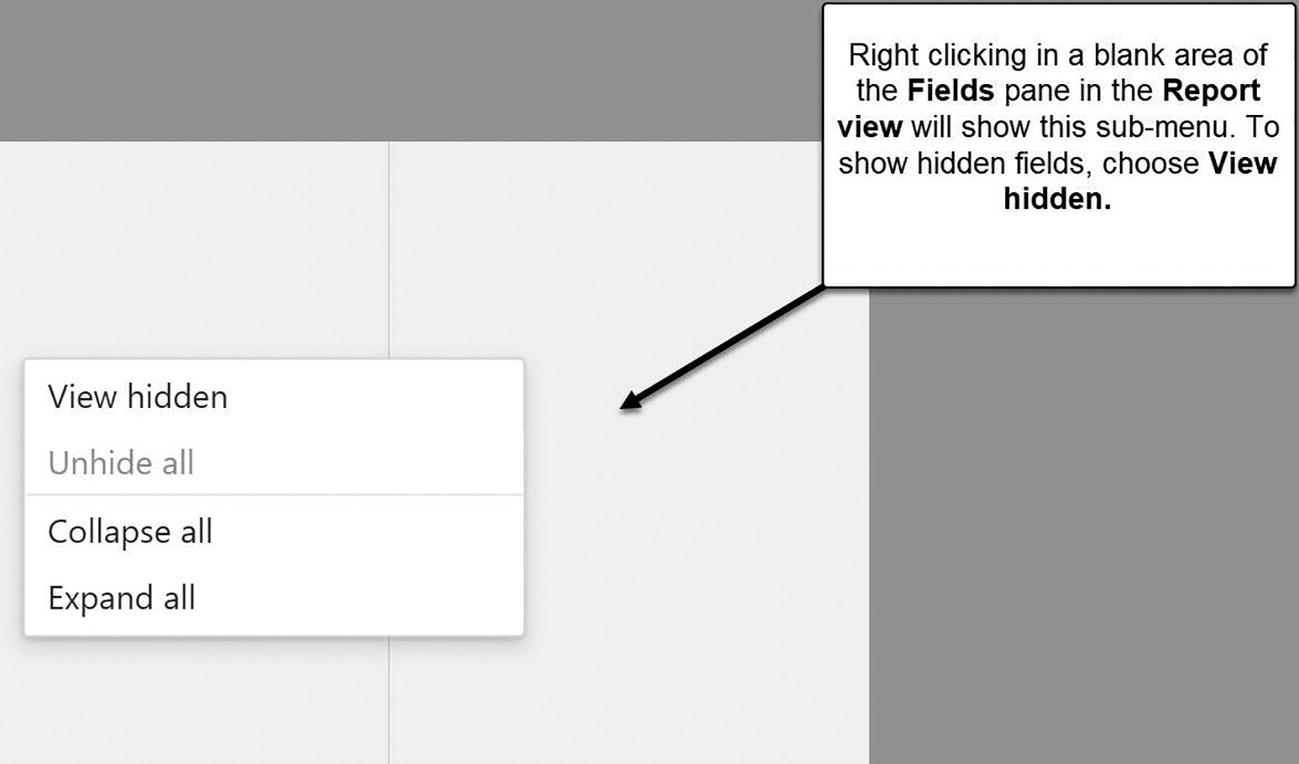 Right clicking in a blank area of
the Fields pane in the Report
view will show this sub-menu. To
show hidden fields, choose View
hidden.
View hidden
Unhide all
Collapse all
Expand all